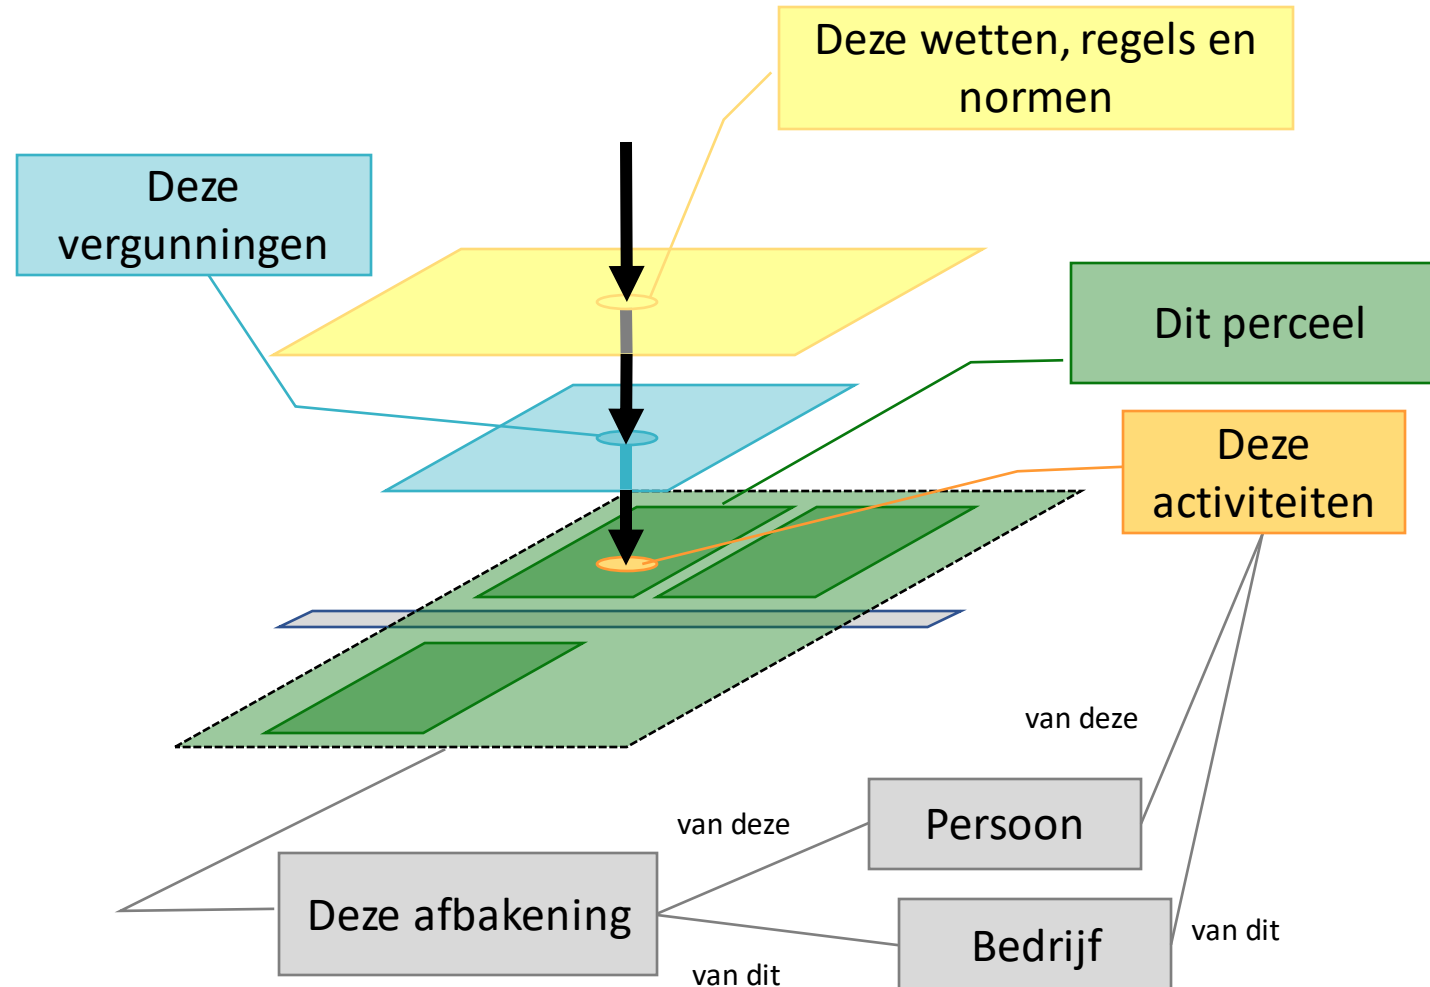 Deze wetten, regels en
normen
Deze
vergunningen
Dit perceel
Deze
activiteiten
van deze
van deze
Persoon
Deze afbakening
Bedrijf
van dit
van dit